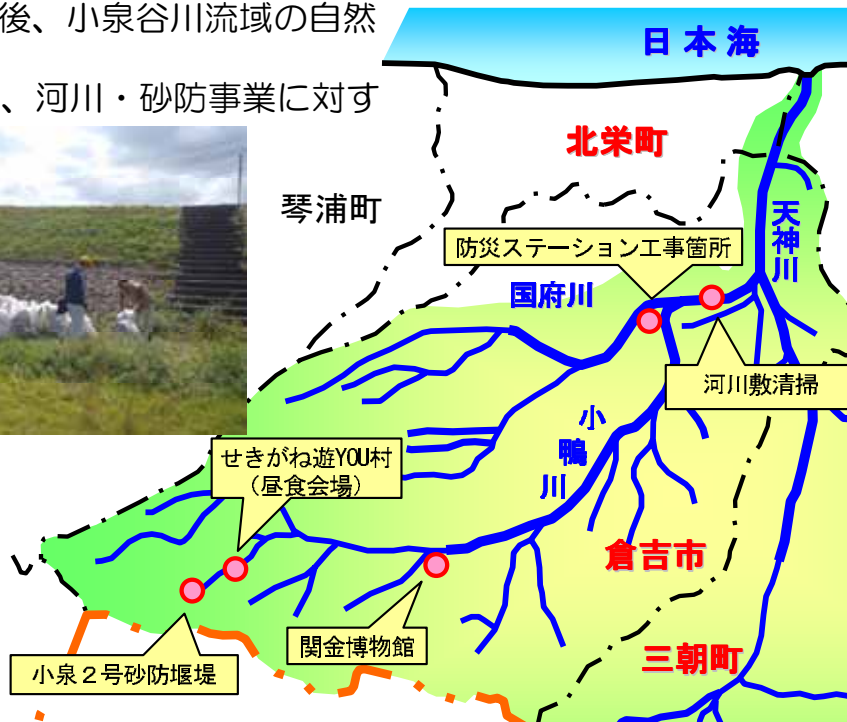 後、小泉谷川流域の自然
、河川・砂防事業に対す
日本海
北栄町
琴浦町
天神川
防災ステーション工事箇所
国府川
河川敷清掃
小鴨川
せきがね遊YOU村
（昼食会場）
倉吉市
関金博物館
三朝町
小泉２号砂防堰堤